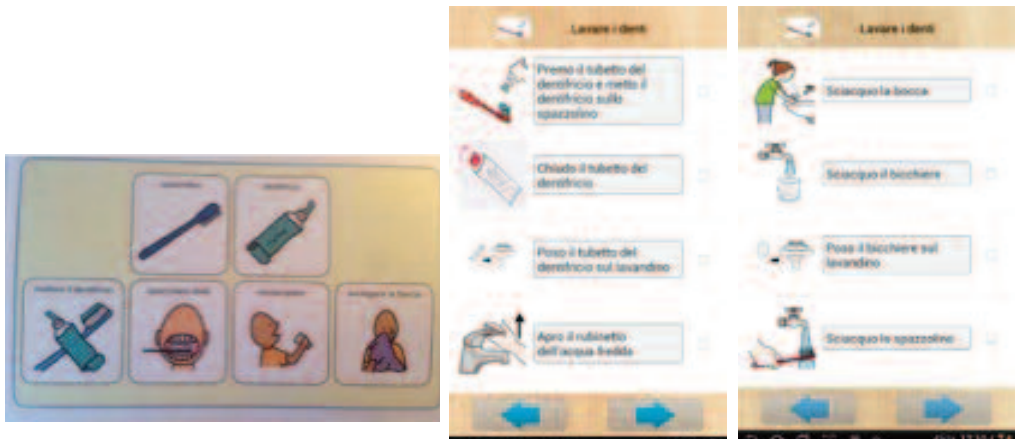 Lavare i denti
Premo il tubetto del
dentifricio e metto il
dentifricio sullo
spazzolino
Chiudo il tubetto del
dentifricio
Poso il tubetto del
dentifricio sul lavandino
Apro il rubinetto
dell'acqua fredda
Lavare i denti
Sciacquo la bocca
Sciacquo il bicchiere
Poso il bicchiere sul
lavandino
Sciacquo lo spazzolino